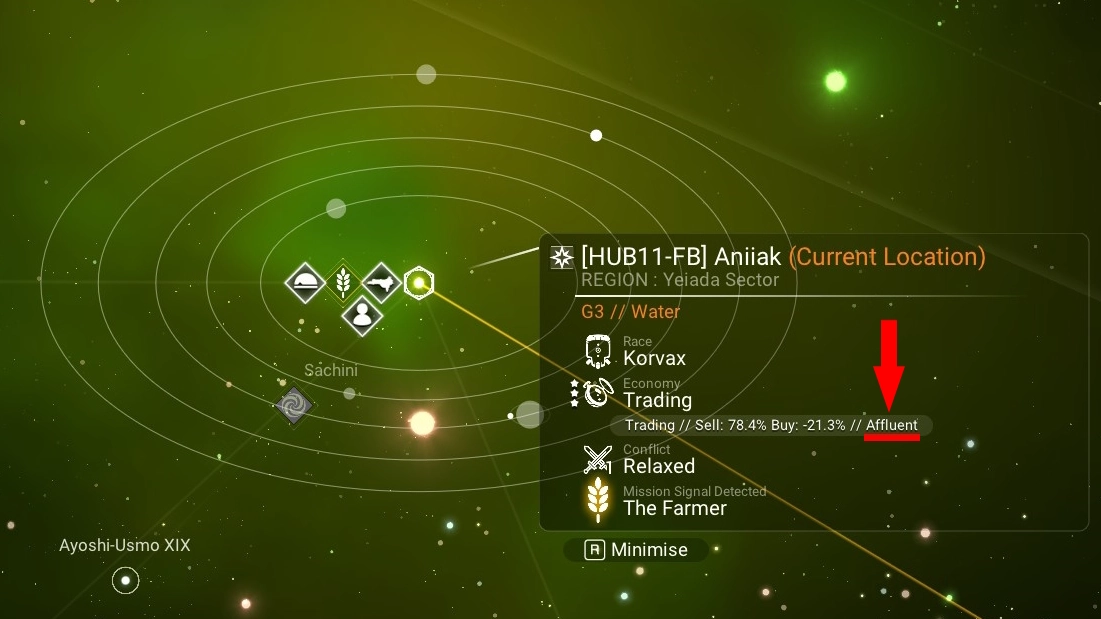 [HUB11-FB] Aniiak (Current Location)
REGION : Yeiada Sector
G3 // Water
Race
Korvax
Economy
Trading
Trading // Sell: 78.4% Buy: -21.3% // Affluent
Conflict
Relaxed
Mission Signal Detected
The Farmer
Sachini
Ayoshi-Usmo XIX
R Minimise